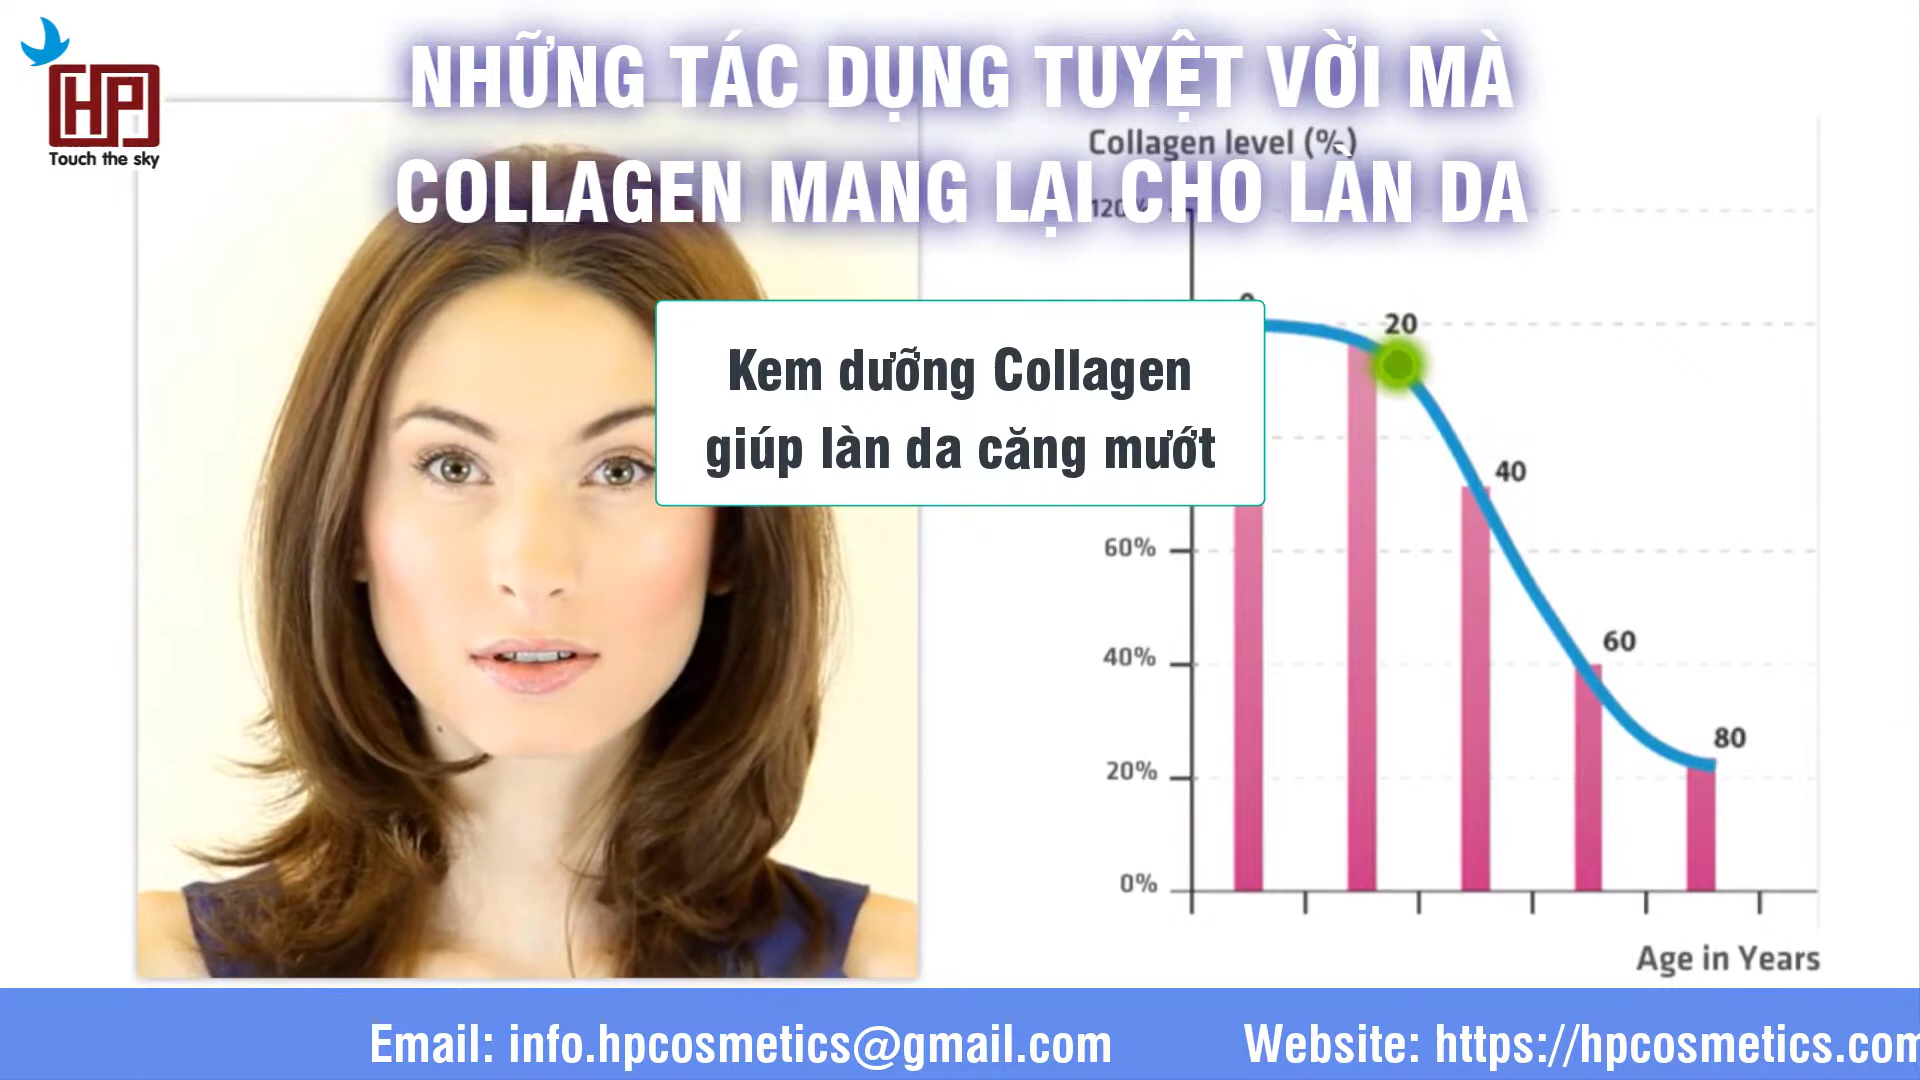 HP
Touch the sky
NHỮNG TÁC DỤNG TUYỆT VỜI MÀ
COLLAGEN MANG LẠI CHO LÀN DA
Collagen level (%)
120%
Kem dưỡng Collagen
giúp làn da căng mướt
20
40
60
80
60%
40%
20%
0%
Age in Years
Email: info.hpcosmetics@gmail.com
Website: https://hpcosmetics.com